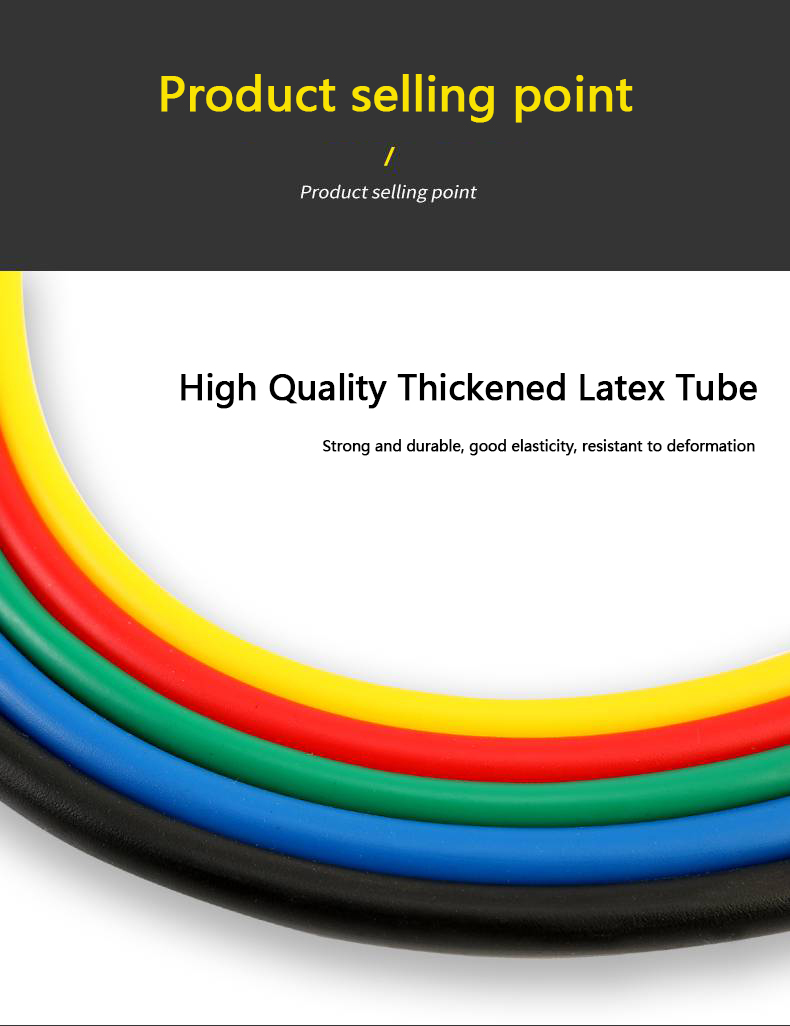 Product selling point
/
Product selling point
High Quality Thickened Latex Tube
Strong and durable, good elasticity, resistant to deformation